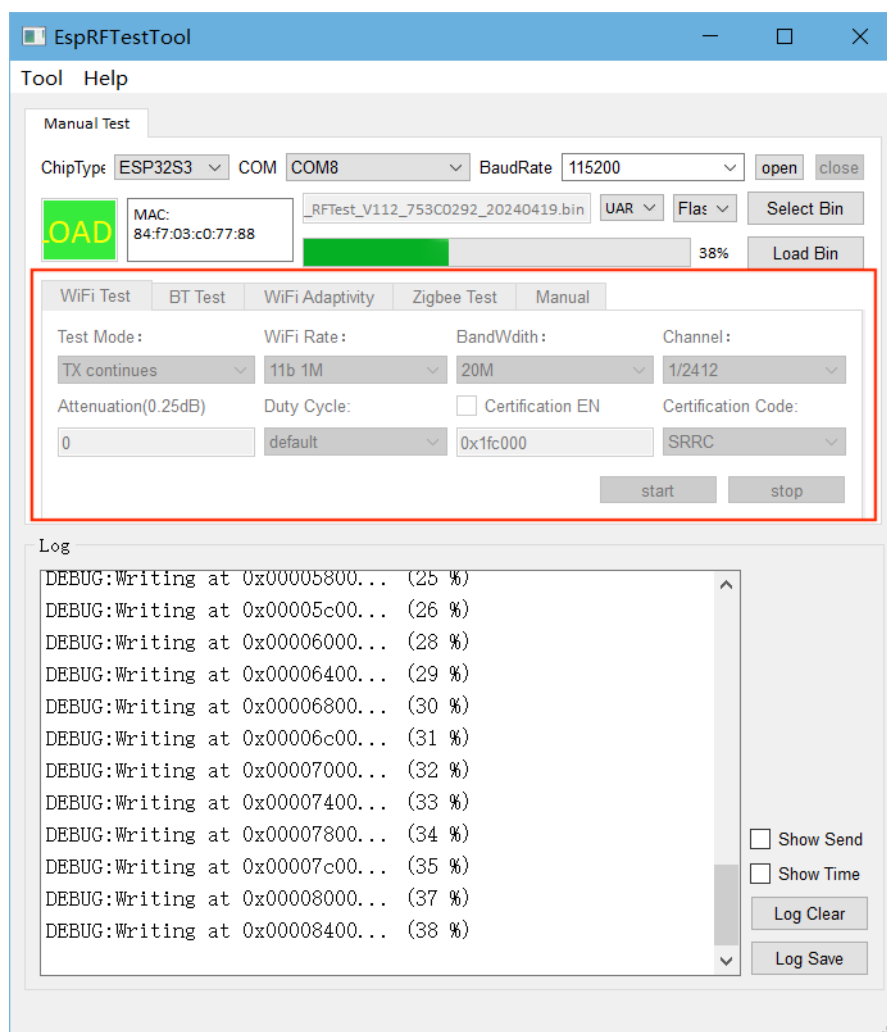 EspRFTestTool
Tool Help
Manual Test
ChipType ESP32S3 COM COM8 BaudRate 115200 open close
LOAD
MAC:
84:f7:03:c0:77:88
_RFTest_V112_753C0292_20240419.bin UAR Flas Select Bin
38% Load Bin
WiFi Test BT Test WiFi Adaptivity Zigbee Test Manual
Test Mode: WiFi Rate: BandWdith: Channel:
TX continues 11b 1M 20M 1/2412
Attenuation(0.25dB) Duty Cycle: Certification EN Certification Code:
0 default 0x1fc000 SRRC
start stop
Log
DEBUG:Writing at 0x00005800... (25 %)
DEBUG:Writing at 0x00005c00... (26 %)
DEBUG:Writing at 0x00006000... (28 %)
DEBUG:Writing at 0x00006400... (29 %)
DEBUG:Writing at 0x00006800... (30 %)
DEBUG:Writing at 0x00006c00... (31 %)
DEBUG:Writing at 0x00007000... (32 %)
DEBUG:Writing at 0x00007400... (33 %)
DEBUG:Writing at 0x00007800... (34 %)
DEBUG:Writing at 0x00007c00... (35 %)
DEBUG:Writing at 0x00008000... (37 %)
DEBUG:Writing at 0x00008400... (38 %)
Show Send
Show Time
Log Clear
Log Save